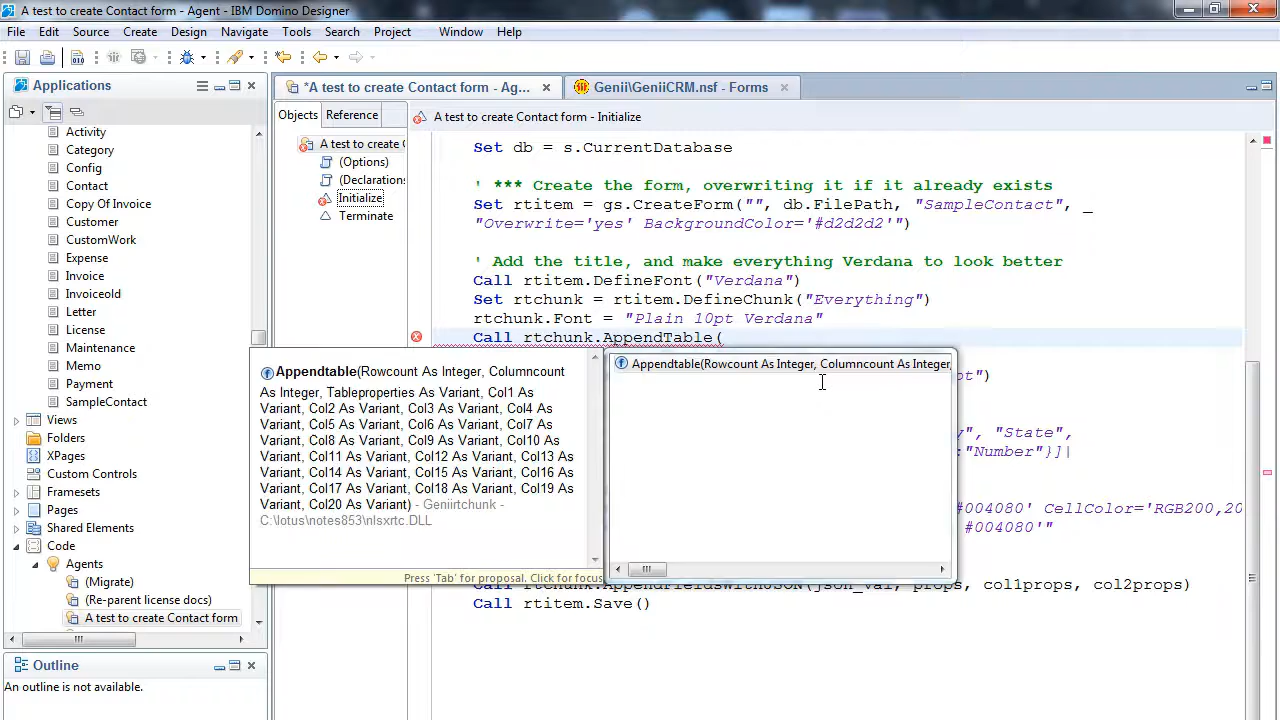 A test to create Contact form - Agent - IBM Domino Designer
File Edit Source Create Design Navigate Tools Search Project Window Help
Applications
Activity
Category
Config
Contact
Copy Of Invoice
Customer
CustomWork
Expense
Invoice
Invoiceold
Letter
License
Maintenance
Memo
Payment
SampleContact
Views
Folders
XPages
Custom Controls
Framesets
Pages
Shared Elements
Code
Agents
(Migrate)
(Re-parent license docs)
A test to create Contact form
Outline
An outline is not available.
*A test to create Contact form - Ag...
Genii\GeniiCRM.nsf - Forms
Objects Reference
A test to create C
(Options)
(Declarations
Initialize
Terminate
A test to create Contact form - Initialize
Set db = s.CurrentDatabase
' *** Create the form, overwriting it if it already exists
Set rtitem = gs.CreateForm("", db.FilePath, "SampleContact", _
"Overwrite='yes' BackgroundColor='#d2d2d2'")
' Add the title, and make everything Verdana to look better
Call rtitem.DefineFont("Verdana")
Set rtchunk = rtitem.DefineChunk("Everything")
rtchunk.Font = "Plain 10pt Verdana"
Call rtchunk.AppendTable(
Appendtable(Rowcount As Integer, Columncount
As Integer, Tableproperties As Variant, Col1 As
Variant, Col2 As Variant, Col3 As Variant, Col4 As
Variant, Col5 As Variant, Col6 As Variant, Col7 As
Variant, Col8 As Variant, Col9 As Variant, Col10 As
Variant, Col11 As Variant, Col12 As Variant, Col13 As
Variant, Col14 As Variant, Col15 As Variant, Col16 As
Variant, Col17 As Variant, Col18 As Variant, Col19 As
Variant, Col20 As Variant) - Geniirtchunk -
C:\lotus\notes853\nlsxrtc.DLL
Press 'Tab' for proposal. Click for focus
Appendtable(Rowcount As Integer, Columncount As Integer,
pt")
y", "State",
:"Number"}]|
#004080' CellColor='RGB200,20
#004080'"
Call rtchunk.AppendFieldsWithJSON(json_val, props, col1props, col2props)
Call rtitem.Save()